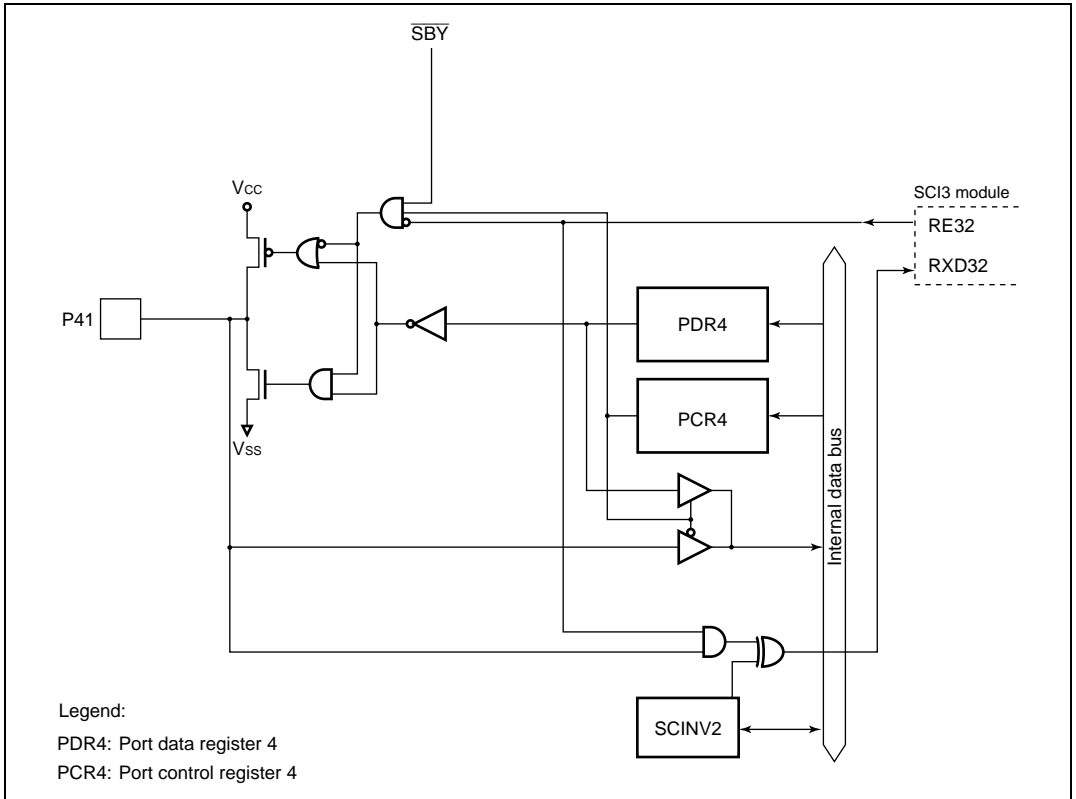 SBY
VCC
SCI3 module
RE32
RXD32
P41
PDR4
PCR4
VSS
Internal data bus
SCINV2
Legend:
PDR4: Port data register 4
PCR4: Port control register 4